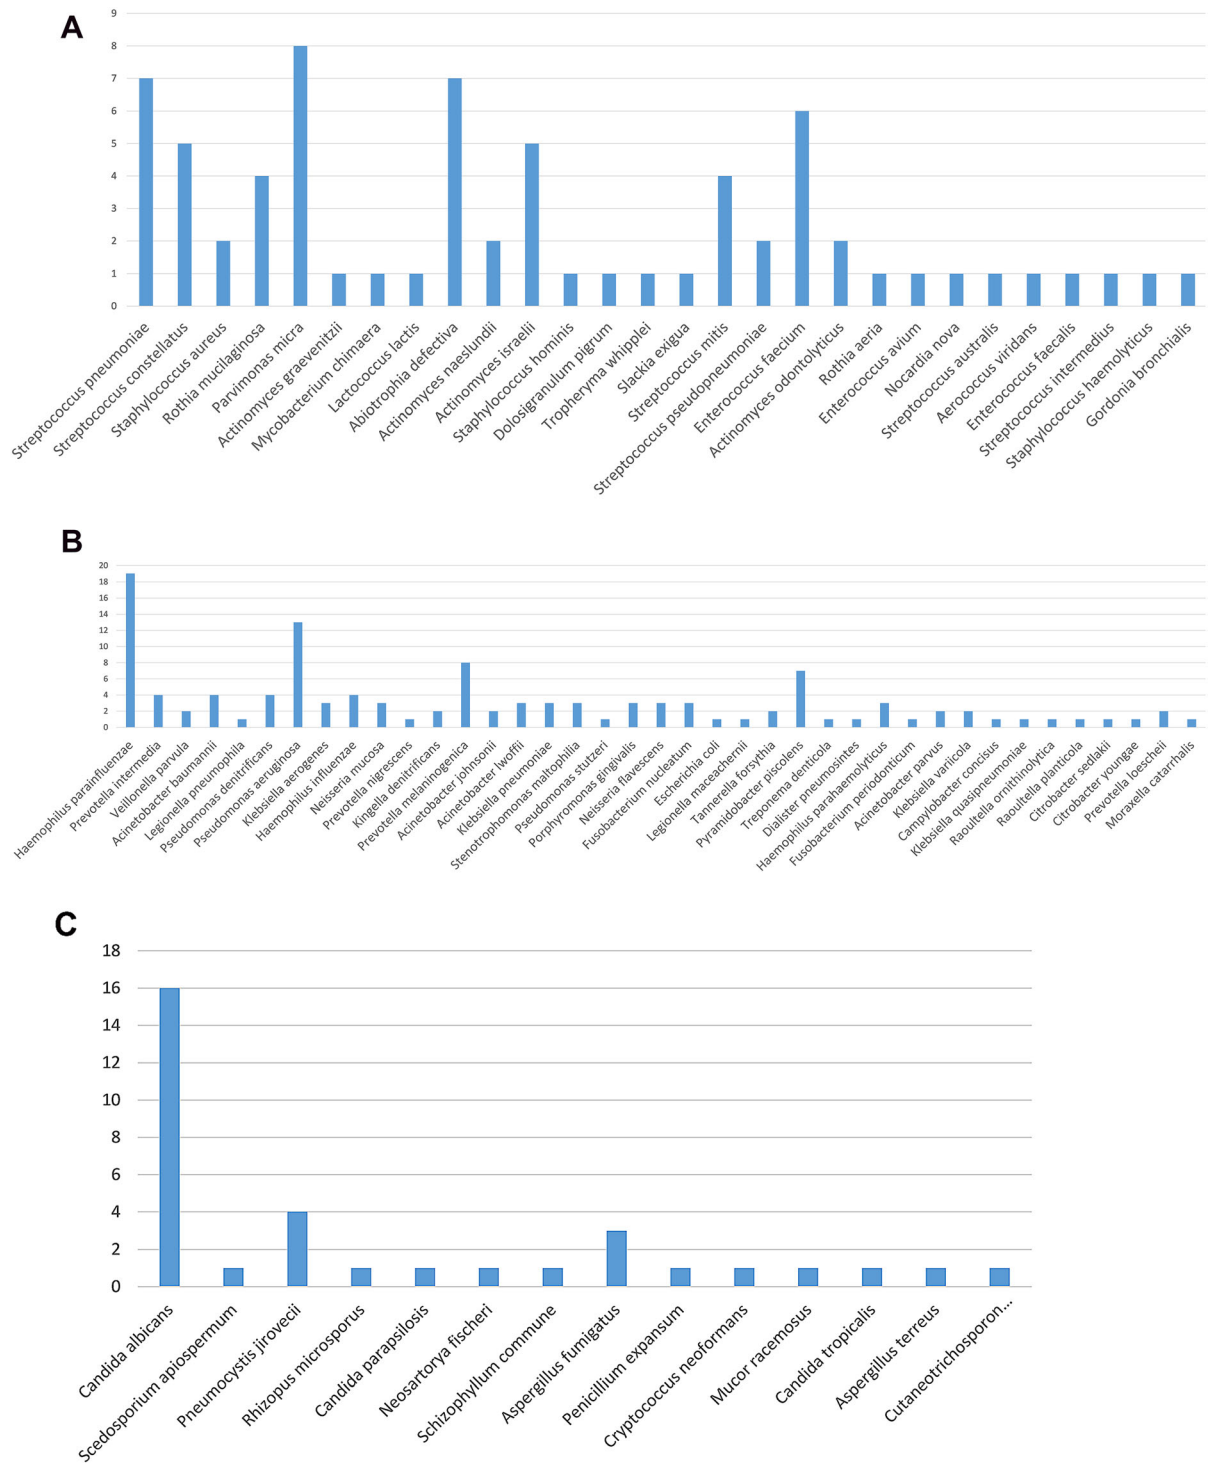 A
9
8
7
6
5
4
3
2
1
0
Streptococcus pneumoniae
Streptococcus constellatus
Staphylococcus aureus
Rothia mucilaginosa
Parvimonas micra
Actinomyces graevenitzii
Mycobacterium chimaera
Lactococcus lactis
Abiotrophia defectiva
Actinomyces naeslundii
Actinomyces israelii
Staphylococcus hominis
Dolosigranulum pigrum
Tropheryma whipplei
Slackia exigua
Streptococcus mitis
Streptococcus pseudopneumoniae
Enterococcus faecium
Actinomyces odontolyticus
Rothia aeria
Enterococcus avium
Nocardia nova
Streptococcus australis
Aerococcus viridans
Enterococcus faecalis
Streptococcus intermedius
Staphylococcus haemolyticus
Gordonia bronchialis
B
20
18
16
14
12
10
8
6
4
2
0
Haemophilus parainfluenzae
Prevotella intermedia
Veillonella parvula
Acinetobacter baumannii
Legionella pneumophila
Pseudomonas denitrificans
Pseudomonas aeruginosa
Klebsiella aerogenes
Haemophilus influenzae
Neisseria mucosa
Prevotella nigrescens
Kingella denitrificans
Prevotella melaninogenica
Acinetobacter johnsonii
Acinetobacter lwoffii
Klebsiella pneumoniae
Stenotrophomonas maltophilia
Pseudomonas stutzeri
Porphyromonas gingivalis
Neisseria flavescens
Fusobacterium nucleatum
Escherichia coli
Legionella maceachernii
Tannerella forsythia
Pyramidobacter piscolens
Treponema denticola
Dialister pneumosintes
Haemophilus parahaemolyticus
Fusobacterium periodonticum
Acinetobacter parvus
Klebsiella variicola
Campylobacter concisus
Klebsiella quasipneumoniae
Raoultella ornithinolytica
Raoultella planticola
Citrobacter sedlakii
Citrobacter youngae
Prevotella loescheii
Moraxella catarrhalis
C
18
16
14
12
10
8
6
4
2
0
Candida albicans
Scedosporium apiospermum
Pneumocystis jirovecii
Rhizopus microsporus
Candida parapsilosis
Neosartorya fischeri
Schizophyllum commune
Aspergillus fumigatus
Penicillium expansum
Cryptococcus neoformans
Mucor racemosus
Candida tropicalis
Aspergillus terreus
Cutaneotrichosporon...